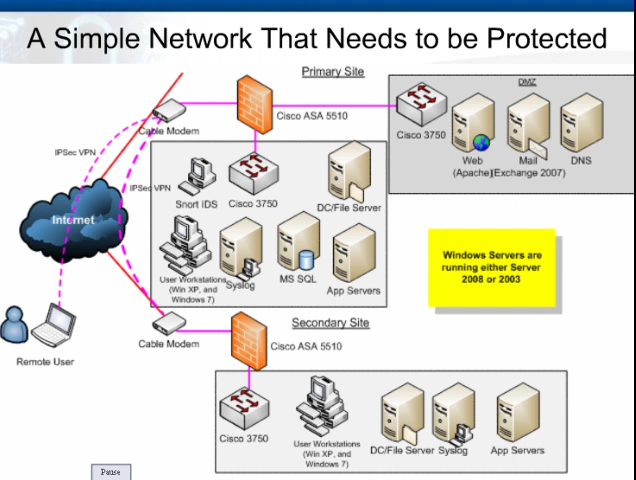 A Simple Network That Needs to be Protected
Primary Site
DMZ
Cable Modem
Cisco ASA 5510
Cisco 3750
Web
(Apache)
Mail
(Exchange 2007)
DNS
IPSec VPN
IPSec VPN
Internet
Snort IDS
Cisco 3750
DC/File Server
User Workstations
(Win XP, and
Windows 7)
Syslog
MS SQL
App Servers
Windows Servers are
running either Server
2008 or 2003
Remote User
Secondary Site
Cable Modem
Cisco ASA 5510
Cisco 3750
User Workstations
(Win XP, and
Windows 7)
DC/File Server
Syslog
App Servers
Pause